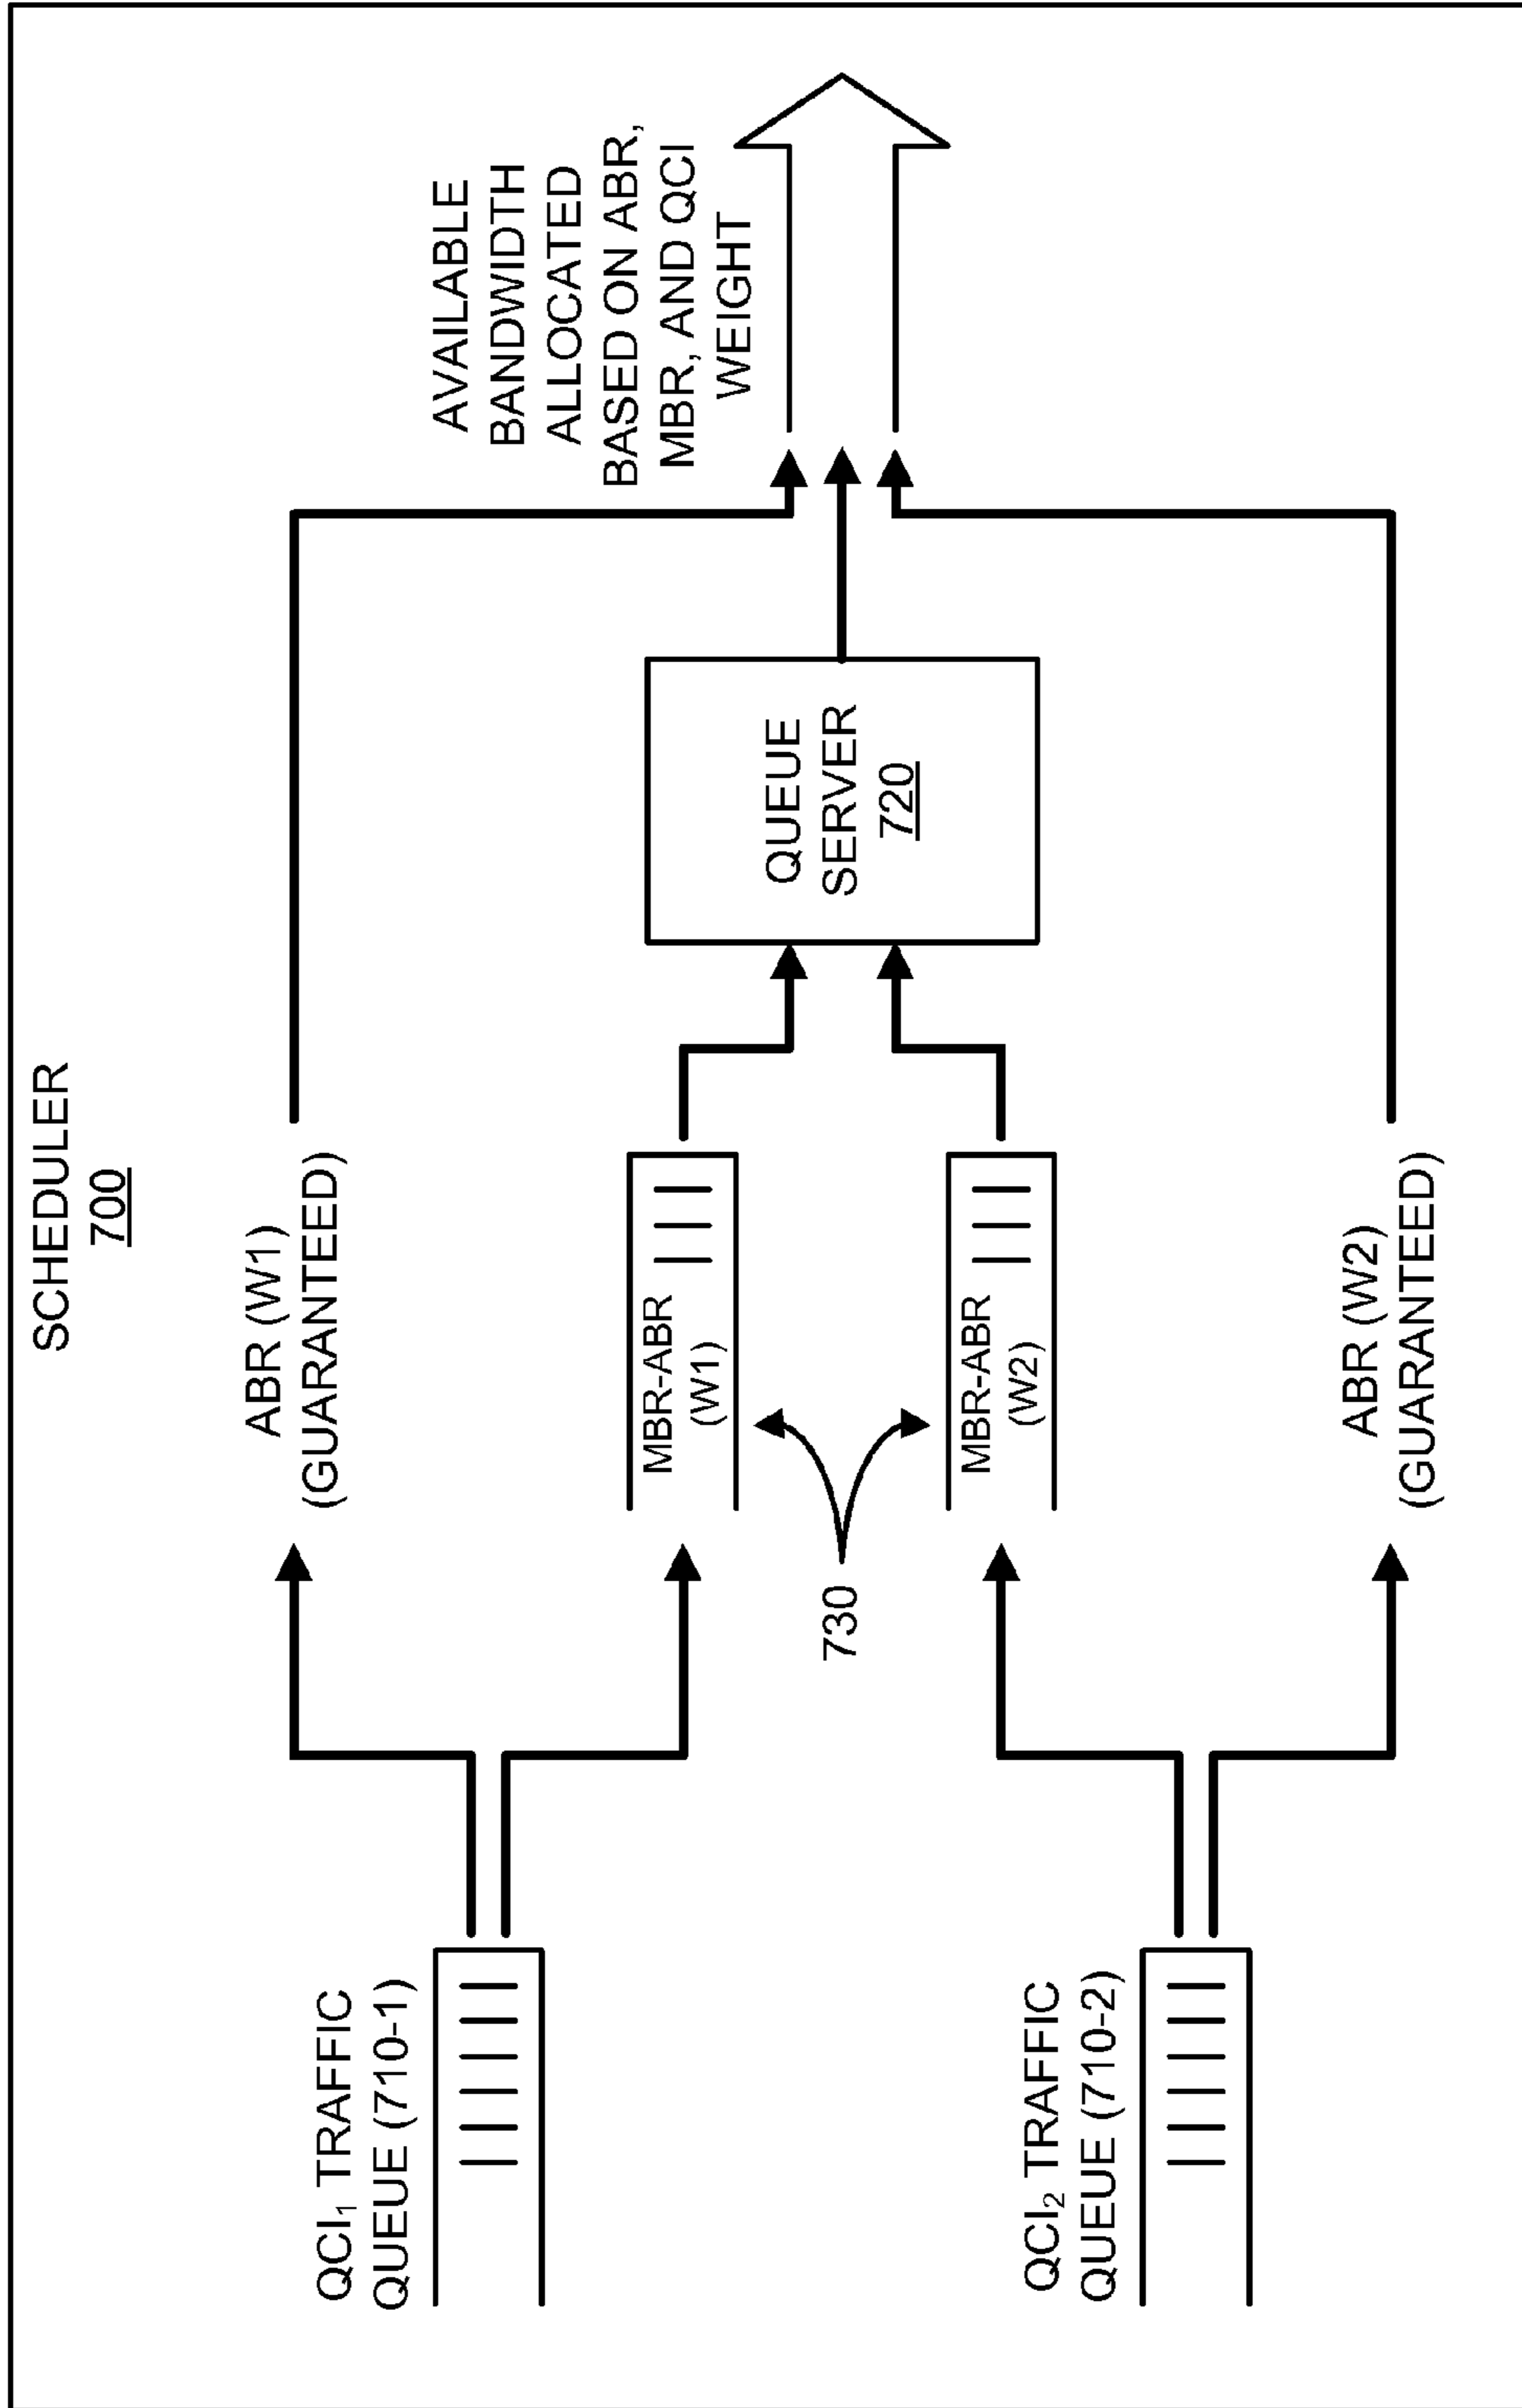 SCHEDULER
700
ABR (W1)
(GUARANTEED)
AVAILABLE
BANDWIDTH
ALLOCATED
BASED ON ABR,
MBR, AND QCI
WEIGHT
QCI₁ TRAFFIC
QUEUE (710-1)
MBR-ABR
(W1)
QUEUE
SERVER
720
730
MBR-ABR
(W2)
QCI₂ TRAFFIC
QUEUE (710-2)
ABR (W2)
(GUARANTEED)